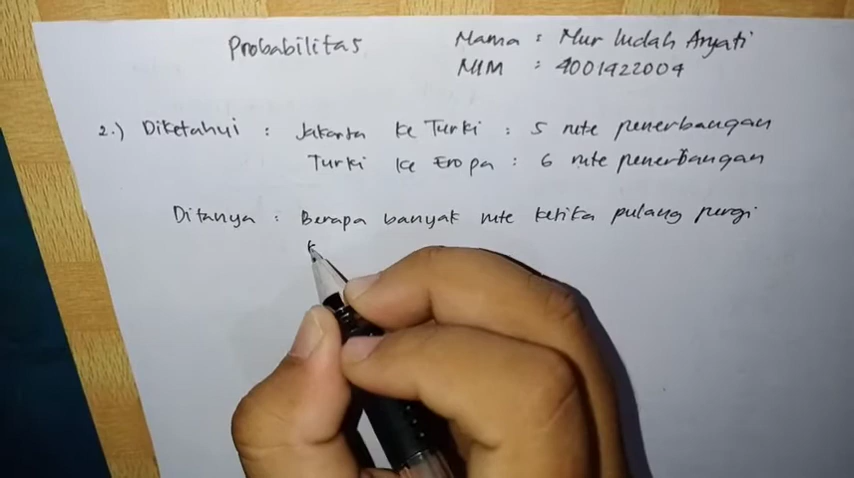 Probabilitas
Nama : Nur Indah Aryati
NIM : 4001422004
2.) Diketahui : Jakarta ke Turki : 5 rute penerbangan
Turki ke Eropa : 6 rute penerbangan
Ditanya : Berapa banyak rute ketika pulang pergi
k